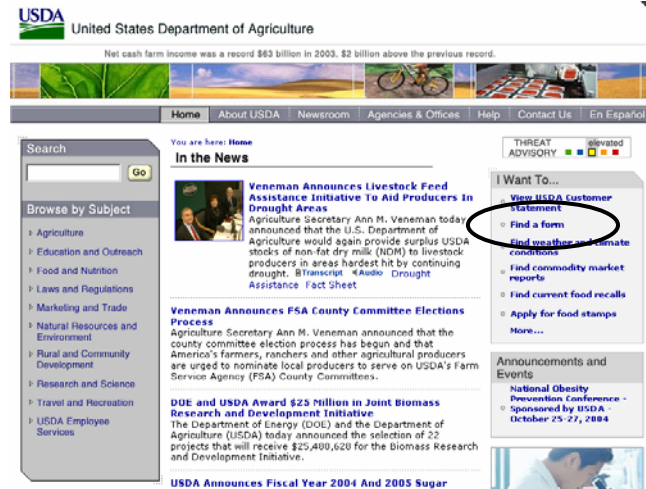 USDA
United States Department of Agriculture
Net cash farm income was a record $63 billion in 2003, $2 billion above the previous record.
Home About USDA Newsroom Agencies & Offices Help Contact Us En Español
Search
Go
Browse by Subject
Agriculture
Education and Outreach
Food and Nutrition
Laws and Regulations
Marketing and Trade
Natural Resources and
Environment
Rural and Community
Development
Research and Science
Travel and Recreation
USDA Employee
Services
You are here: Home
In the News
Veneman Announces Livestock Feed
Assistance Initiative To Aid Producers In
Drought Areas
Agriculture Secretary Ann M. Veneman today
announced that the U.S. Department of
Agriculture would again provide surplus USDA
stocks of non-fat dry milk (NDM) to livestock
producers in areas hardest hit by continuing
drought. Transcript Audio Drought
Assistance Fact Sheet
Veneman Announces FSA County Committee Elections
Process
Agriculture Secretary Ann M. Veneman announced that the
county committee election process has begun and that
America's farmers, ranchers and other agricultural producers
are urged to nominate local producers to serve on USDA's Farm
Service Agency (FSA) County Committees.
DOE and USDA Award $25 Million in Joint Biomass
Research and Development Initiative
The Department of Energy (DOE) and the Department of
Agriculture (USDA) today announced the selection of 22
projects that will receive $25,480,628 for the Biomass Research
and Development Initiative.
USDA Announces Fiscal Year 2004 And 2005 Sugar
THREAT elevated
ADVISORY
I Want To...
View USDA Customer
statement
Find a form
Find weather and climate
conditions
Find commodity market
reports
Find current food recalls
Apply for food stamps
More...
Announcements and
Events
National Obesity
Prevention Conference -
Sponsored by USDA -
October 25-27, 2004